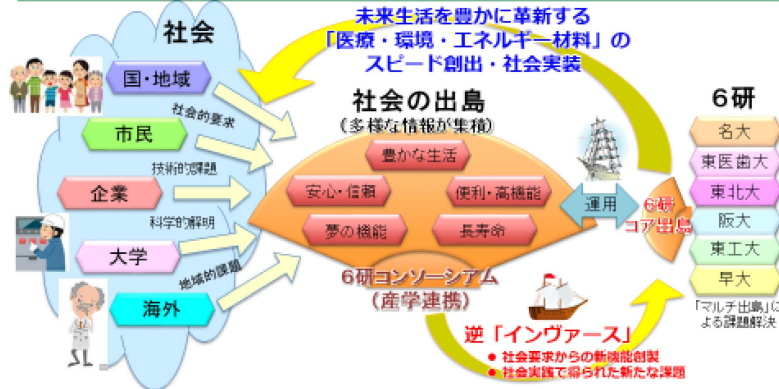 未来生活を豊かに革新する
「医療・環境・エネルギー材料」の
スピード創出・社会実装
社会
国・地域
市民
企業
大学
海外
社会的要求
技術的課題
科学的解明
地域的課題
社会の出島
(多様な情報が集積)
豊かな生活
安心・信頼
便利・高機能
夢の機能
長寿命
6研コンソーシアム
(産学連携)
運用
6研
コア出島
6研
名大
東医歯大
東北大
阪大
東工大
早大
「マルチ出島」に
よる課題解決
逆「インヴァース」
● 社会要求からの新機能創製
● 社会実践で得られた新たな課題